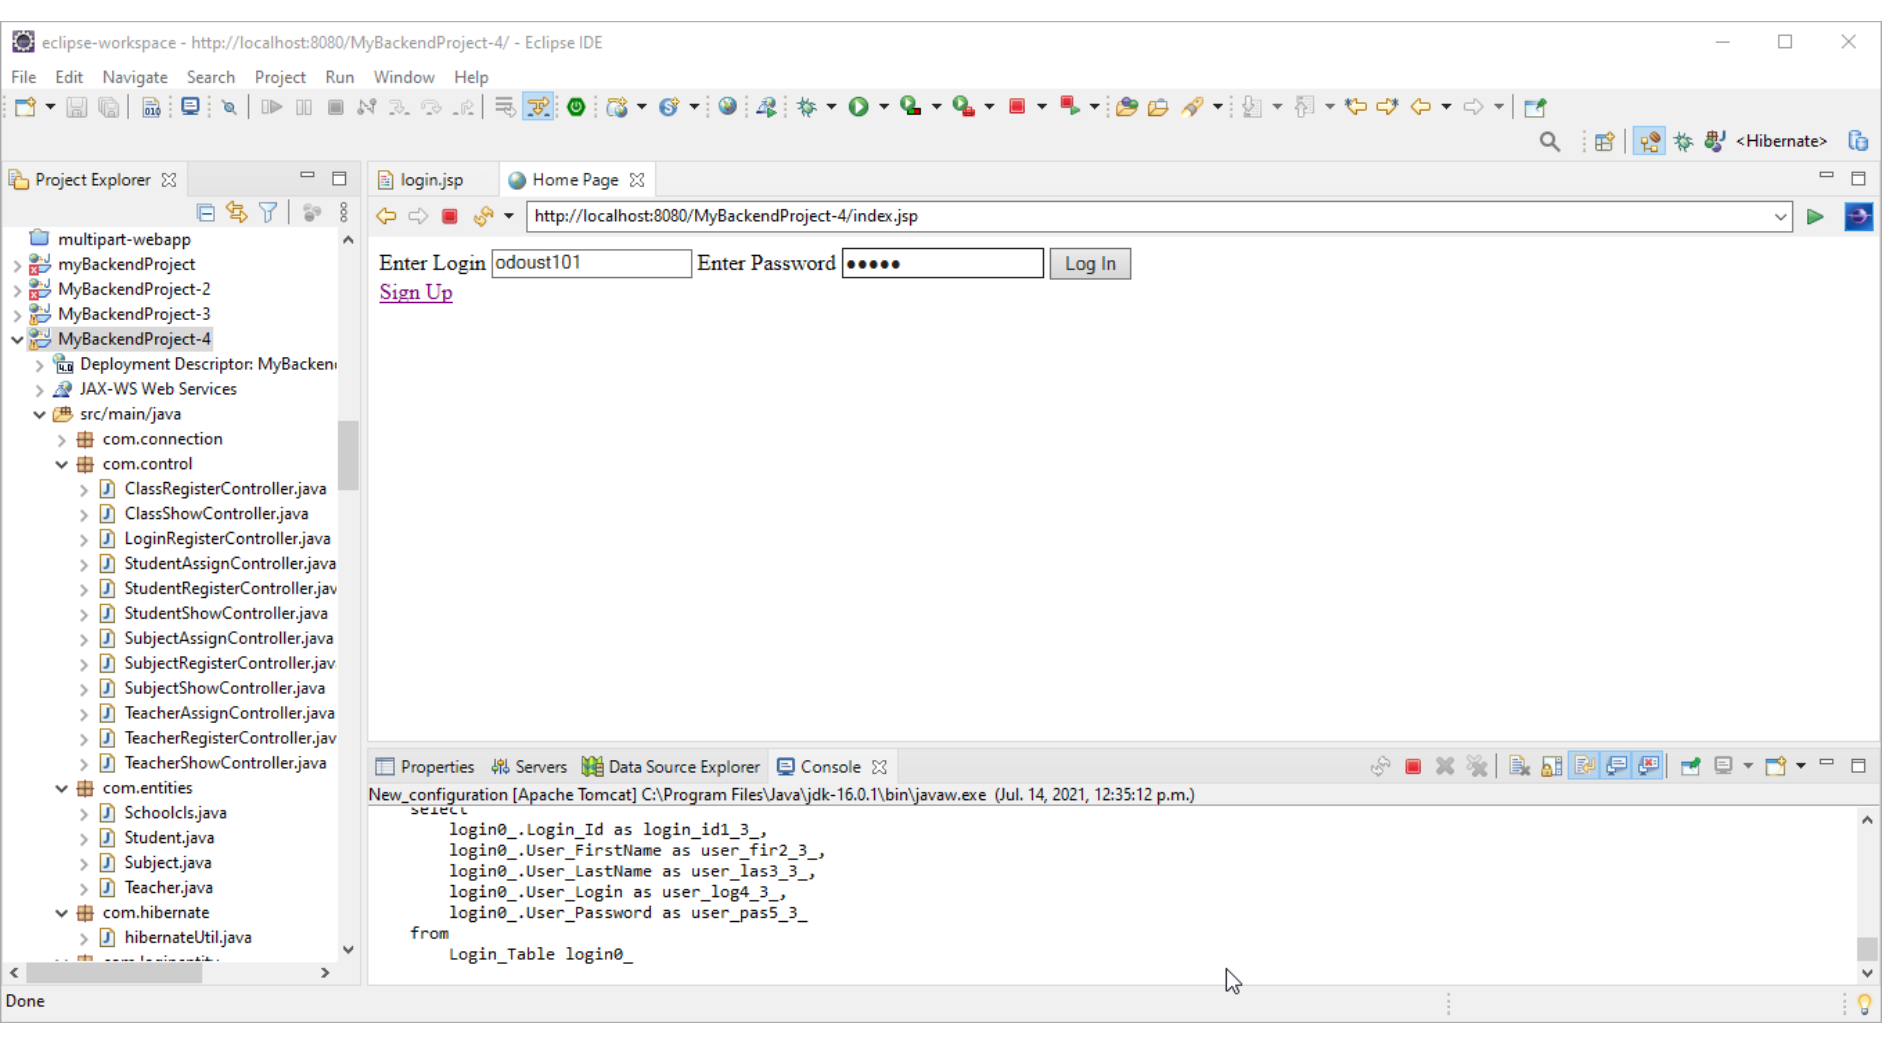 eclipse-workspace - http://localhost:8080/MyBackendProject-4/ - Eclipse IDE
File Edit Navigate Search Project Run Window Help
<Hibernate>
Project Explorer
multipart-webapp
myBackendProject
MyBackendProject-2
MyBackendProject-3
MyBackendProject-4
Deployment Descriptor: MyBacken
JAX-WS Web Services
src/main/java
com.connection
com.control
ClassRegisterController.java
ClassShowController.java
LoginRegisterController.java
StudentAssignController.java
StudentRegisterController.jav
StudentShowController.java
SubjectAssignController.java
SubjectRegisterController.jav
SubjectShowController.java
TeacherAssignController.java
TeacherRegisterController.jav
TeacherShowController.java
com.entities
Schoolcls.java
Student.java
Subject.java
Teacher.java
com.hibernate
hibernateUtil.java
login.jsp Home Page
http://localhost:8080/MyBackendProject-4/index.jsp
Enter Login odoust101 Enter Password ●●●●● Log In
Sign Up
Properties Servers Data Source Explorer Console
New_configuration [Apache Tomcat] C:\Program Files\Java\jdk-16.0.1\bin\javaw.exe (Jul. 14, 2021, 12:35:12 p.m.)
select
login0_.Login_Id as login_id1_3_,
login0_.User_FirstName as user_fir2_3_,
login0_.User_LastName as user_las3_3_,
login0_.User_Login as user_log4_3_,
login0_.User_Password as user_pas5_3_
from
Login_Table login0_
Done